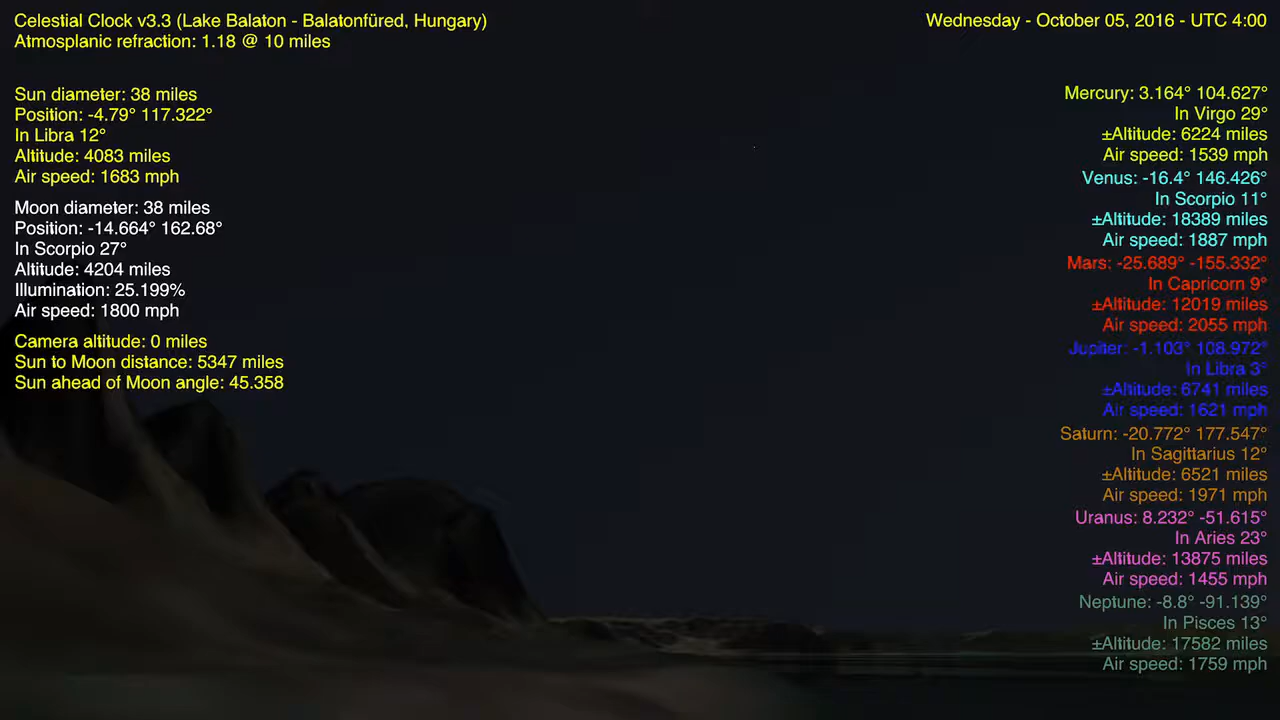 Celestial Clock v3.3 (Lake Balaton - Balatonfüred, Hungary)
Atmosplanic refraction: 1.18 @ 10 miles
Wednesday - October 05, 2016 - UTC 4:00
Sun diameter: 38 miles
Position: -4.79° 117.322°
In Libra 12°
Altitude: 4083 miles
Air speed: 1683 mph
Moon diameter: 38 miles
Position: -14.664° 162.68°
In Scorpio 27°
Altitude: 4204 miles
Illumination: 25.199%
Air speed: 1800 mph
Camera altitude: 0 miles
Sun to Moon distance: 5347 miles
Sun ahead of Moon angle: 45.358
Mercury: 3.164° 104.627°
In Virgo 29°
±Altitude: 6224 miles
Air speed: 1539 mph
Venus: -16.4° 146.426°
In Scorpio 11°
±Altitude: 18389 miles
Air speed: 1887 mph
Mars: -25.689° -155.332°
In Capricorn 9°
±Altitude: 12019 miles
Air speed: 2055 mph
Jupiter: -1.103° 108.972°
In Libra 3°
±Altitude: 6741 miles
Air speed: 1621 mph
Saturn: -20.772° 177.547°
In Sagittarius 12°
±Altitude: 6521 miles
Air speed: 1971 mph
Uranus: 8.232° -51.615°
In Aries 23°
±Altitude: 13875 miles
Air speed: 1455 mph
Neptune: -8.8° -91.139°
In Pisces 13°
±Altitude: 17582 miles
Air speed: 1759 mph